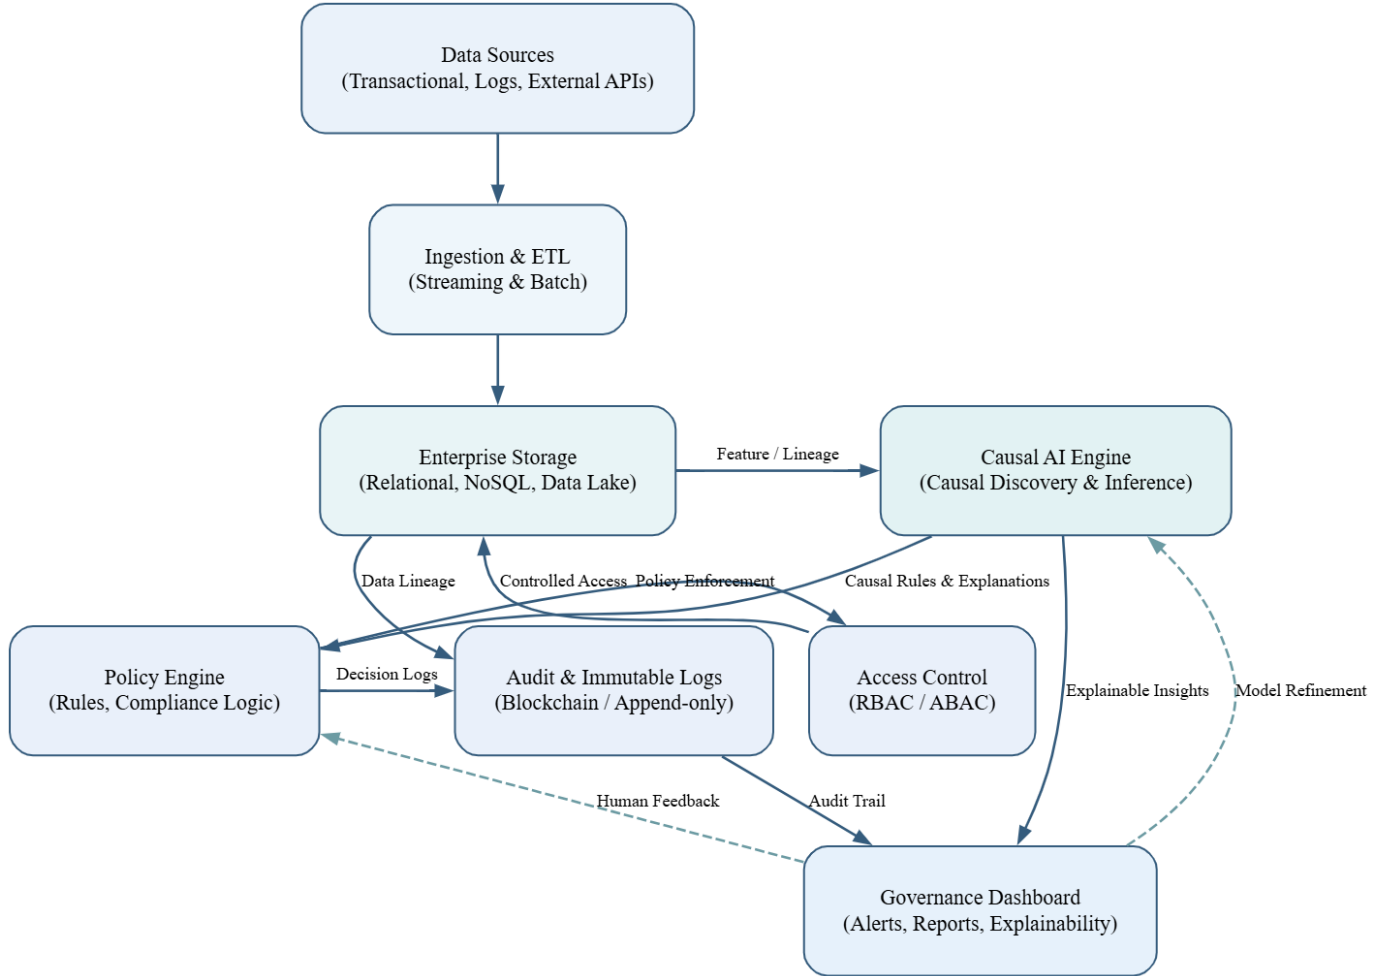 Data Sources
(Transactional, Logs, External APIs)
Ingestion & ETL
(Streaming & Batch)
Enterprise Storage
(Relational, NoSQL, Data Lake)
Feature / Lineage
Causal AI Engine
(Causal Discovery & Inference)
Data Lineage
Controlled Access
Policy Enforcement
Causal Rules & Explanations
Policy Engine
(Rules, Compliance Logic)
Decision Logs
Audit & Immutable Logs
(Blockchain / Append-only)
Access Control
(RBAC / ABAC)
Explainable Insights
Model Refinement
Human Feedback
Audit Trail
Governance Dashboard
(Alerts, Reports, Explainability)